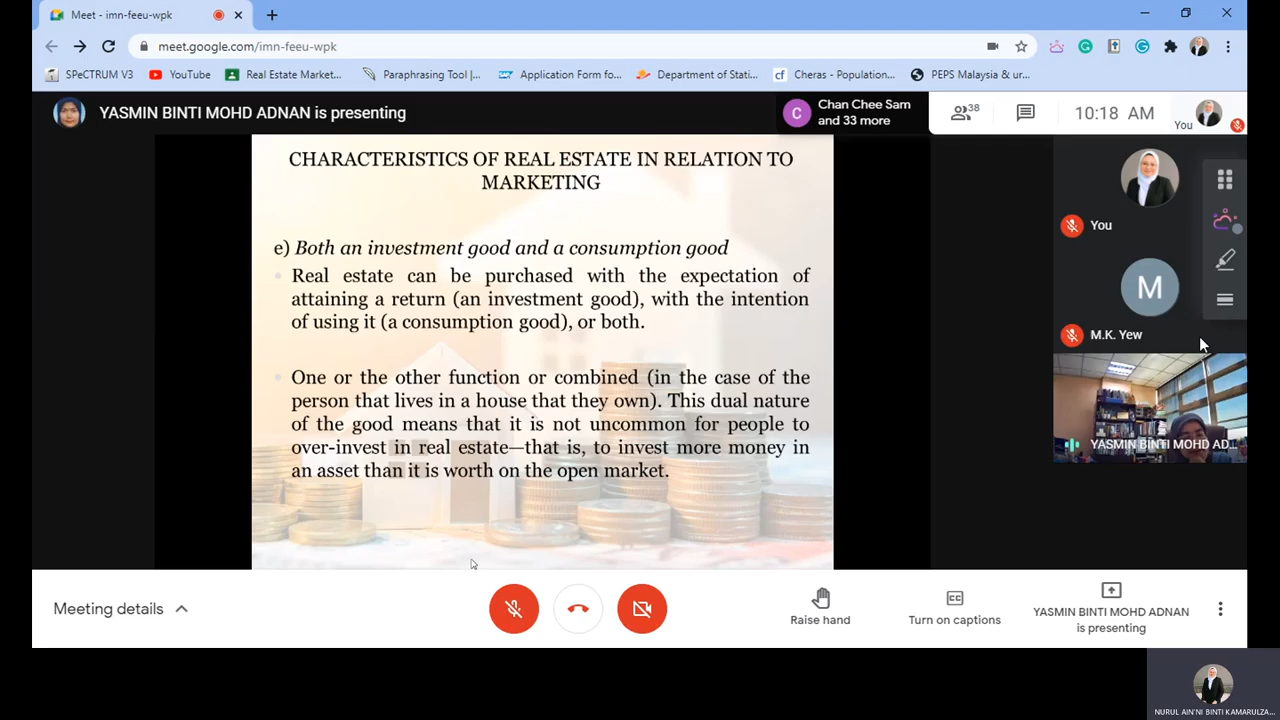 Meet - imn-feeu-wpk
meet.google.com/imn-feeu-wpk
SPeCTRUM V3
YouTube
Real Estate Market...
Paraphrasing Tool |...
Application Form fo...
Department of Stati...
Cheras - Population...
PEPS Malaysia & ur...
YASMIN BINTI MOHD ADNAN is presenting
C
Chan Chee Sam
and 33 more
38
10:18 AM
You
CHARACTERISTICS OF REAL ESTATE IN RELATION TO
MARKETING
e) Both an investment good and a consumption good
Real estate can be purchased with the expectation of
attaining a return (an investment good), with the intention
of using it (a consumption good), or both.
One or the other function or combined (in the case of the
person that lives in a house that they own). This dual nature
of the good means that it is not uncommon for people to
over-invest in real estate—that is, to invest more money in
an asset than it is worth on the open market.
You
M
M.K. Yew
YASMIN BINTI MOHD AD...
Meeting details
Raise hand
CC
Turn on captions
YASMIN BINTI MOHD ADNAN
is presenting
NURUL AIN'NI BINTI KAMARULZA...